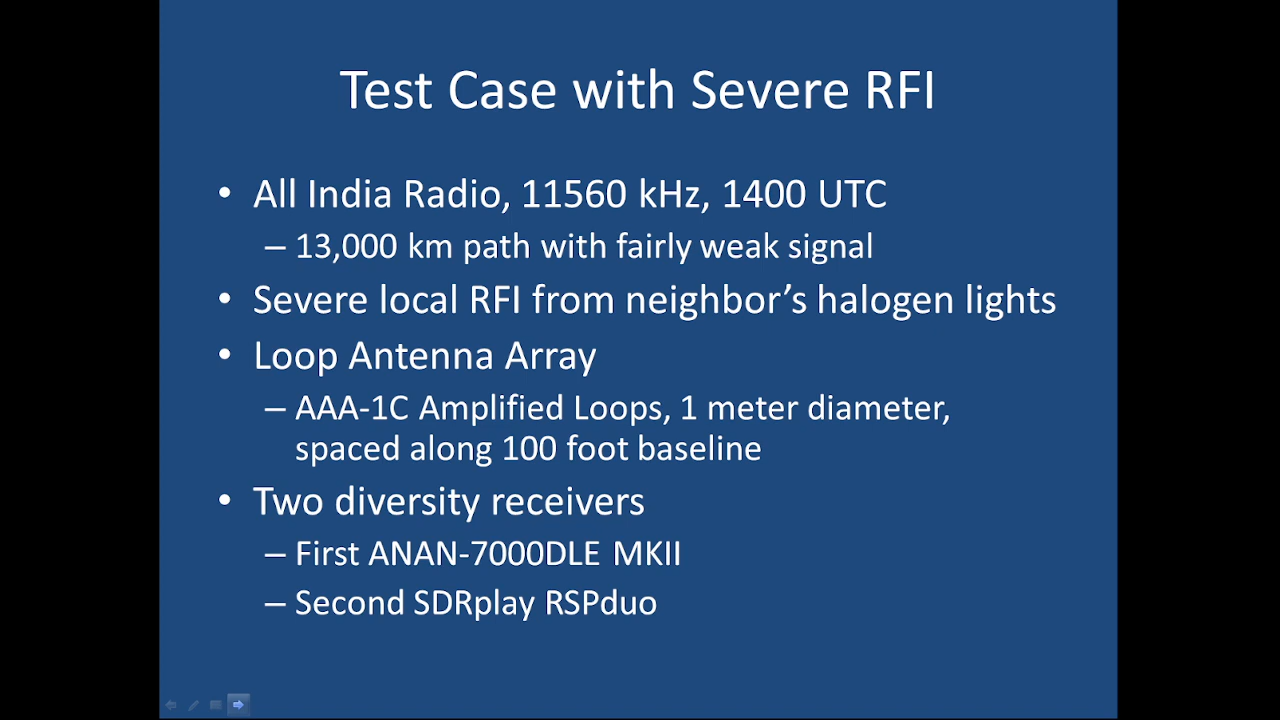 Test Case with Severe RFI
• All India Radio, 11560 kHz, 1400 UTC
– 13,000 km path with fairly weak signal
• Severe local RFI from neighbor’s halogen lights
• Loop Antenna Array
– AAA-1C Amplified Loops, 1 meter diameter,
spaced along 100 foot baseline
• Two diversity receivers
– First ANAN-7000DLE MKII
– Second SDRplay RSPduo